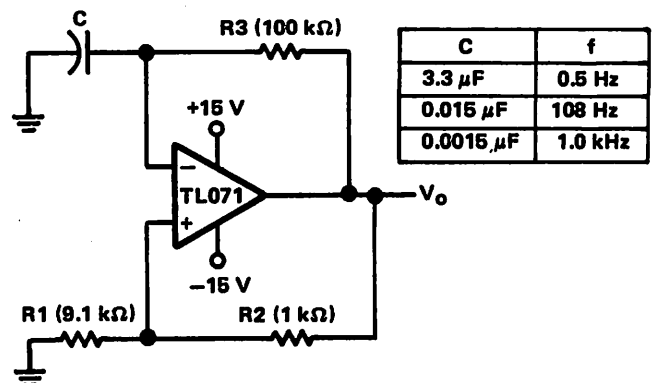 C
R3 (100 kΩ)
+15 V
−
TL071
+
−15 V
V₀
R1 (9.1 kΩ)
R2 (1 kΩ)
C f
3.3 μF 0.5 Hz
0.015 μF 108 Hz
0.0015 μF 1.0 kHz